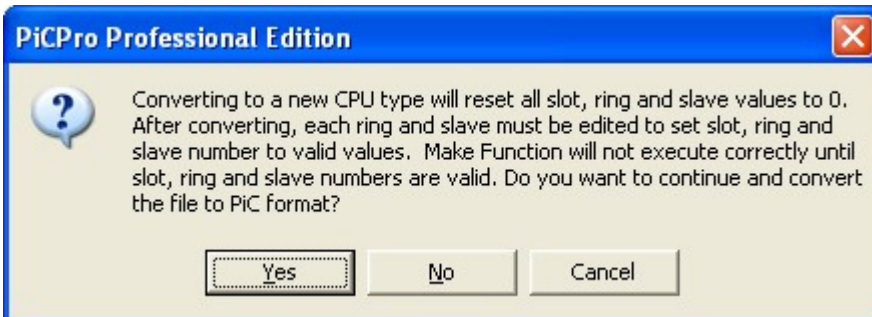 PiCPro Professional Edition
Converting to a new CPU type will reset all slot, ring and slave values to 0.
After converting, each ring and slave must be edited to set slot, ring and
slave number to valid values.  Make Function will not execute correctly until
slot, ring and slave numbers are valid. Do you want to continue and convert
the file to PiC format?
Yes No Cancel